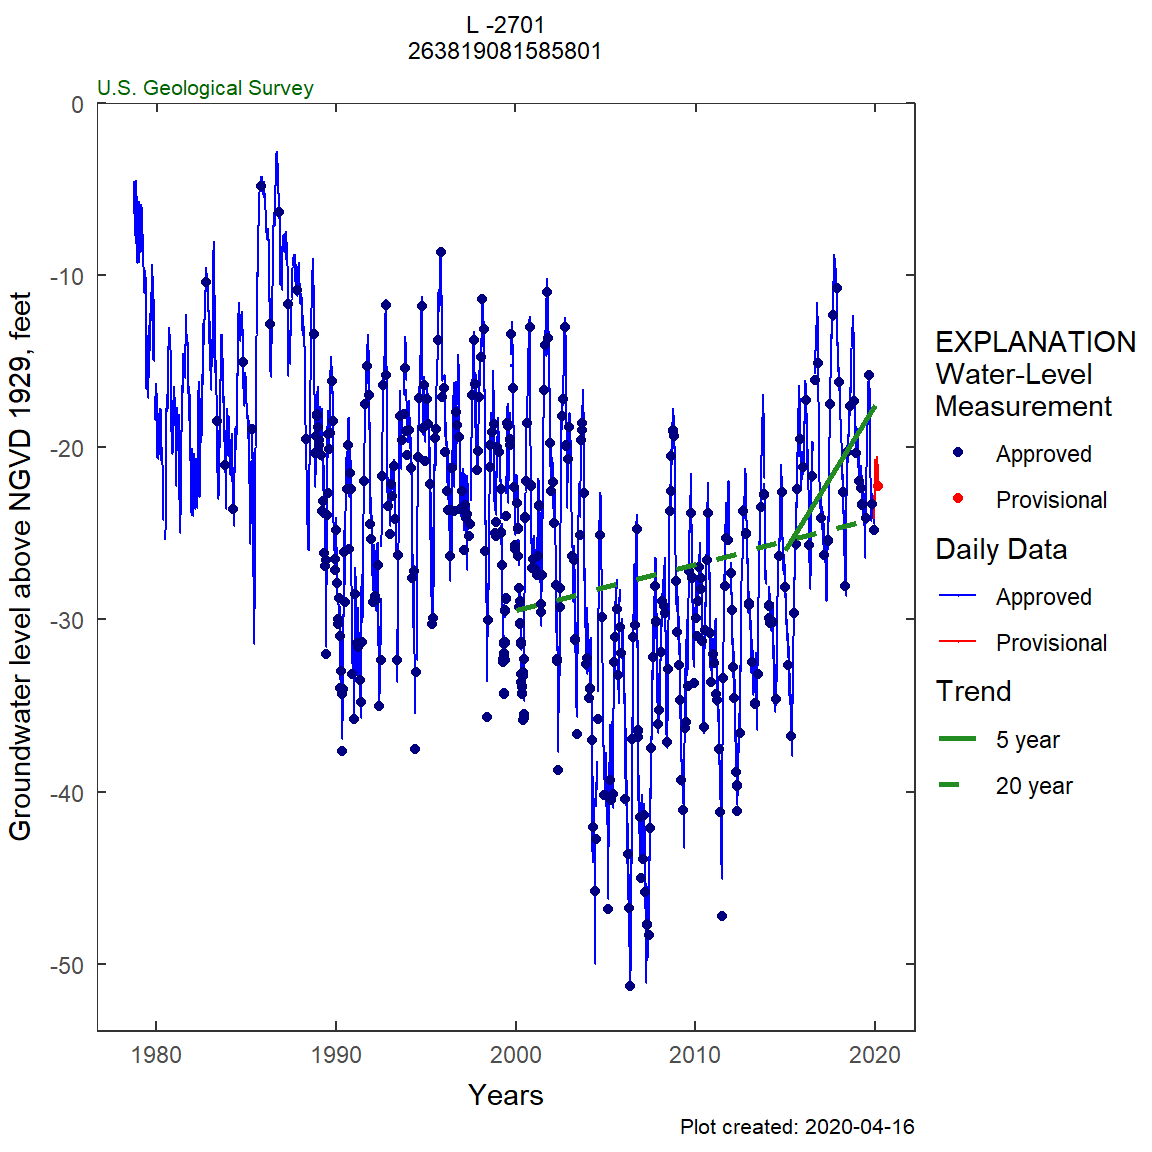 L -2701
263819081585801
U.S. Geological Survey
Groundwater level above NGVD 1929, feet
0
-10
-20
-30
-40
-50
1980
1990
2000
2010
2020
Years
EXPLANATION
Water-Level
Measurement
Approved
Provisional
Daily Data
Approved
Provisional
Trend
5 year
20 year
Plot created: 2020-04-16